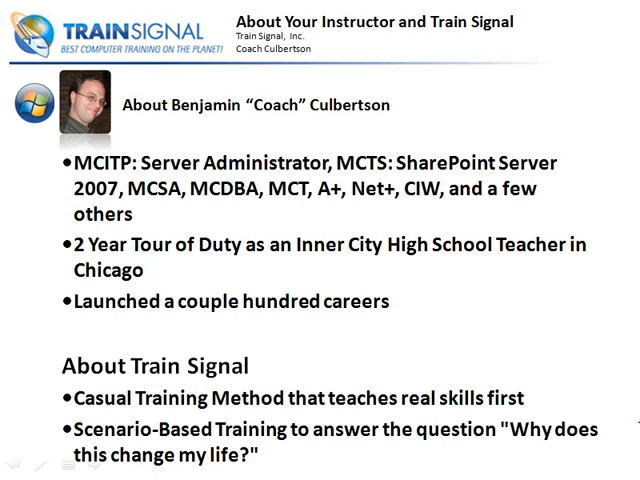 TRAINSIGNAL
BEST COMPUTER TRAINING ON THE PLANET!
About Your Instructor and Train Signal
Train Signal, Inc.
Coach Culbertson
About Benjamin “Coach” Culbertson
•MCITP: Server Administrator, MCTS: SharePoint Server
2007, MCSA, MCDBA, MCT, A+, Net+, CIW, and a few
others
•2 Year Tour of Duty as an Inner City High School Teacher in
Chicago
•Launched a couple hundred careers
About Train Signal
•Casual Training Method that teaches real skills first
•Scenario-Based Training to answer the question "Why does
this change my life?"